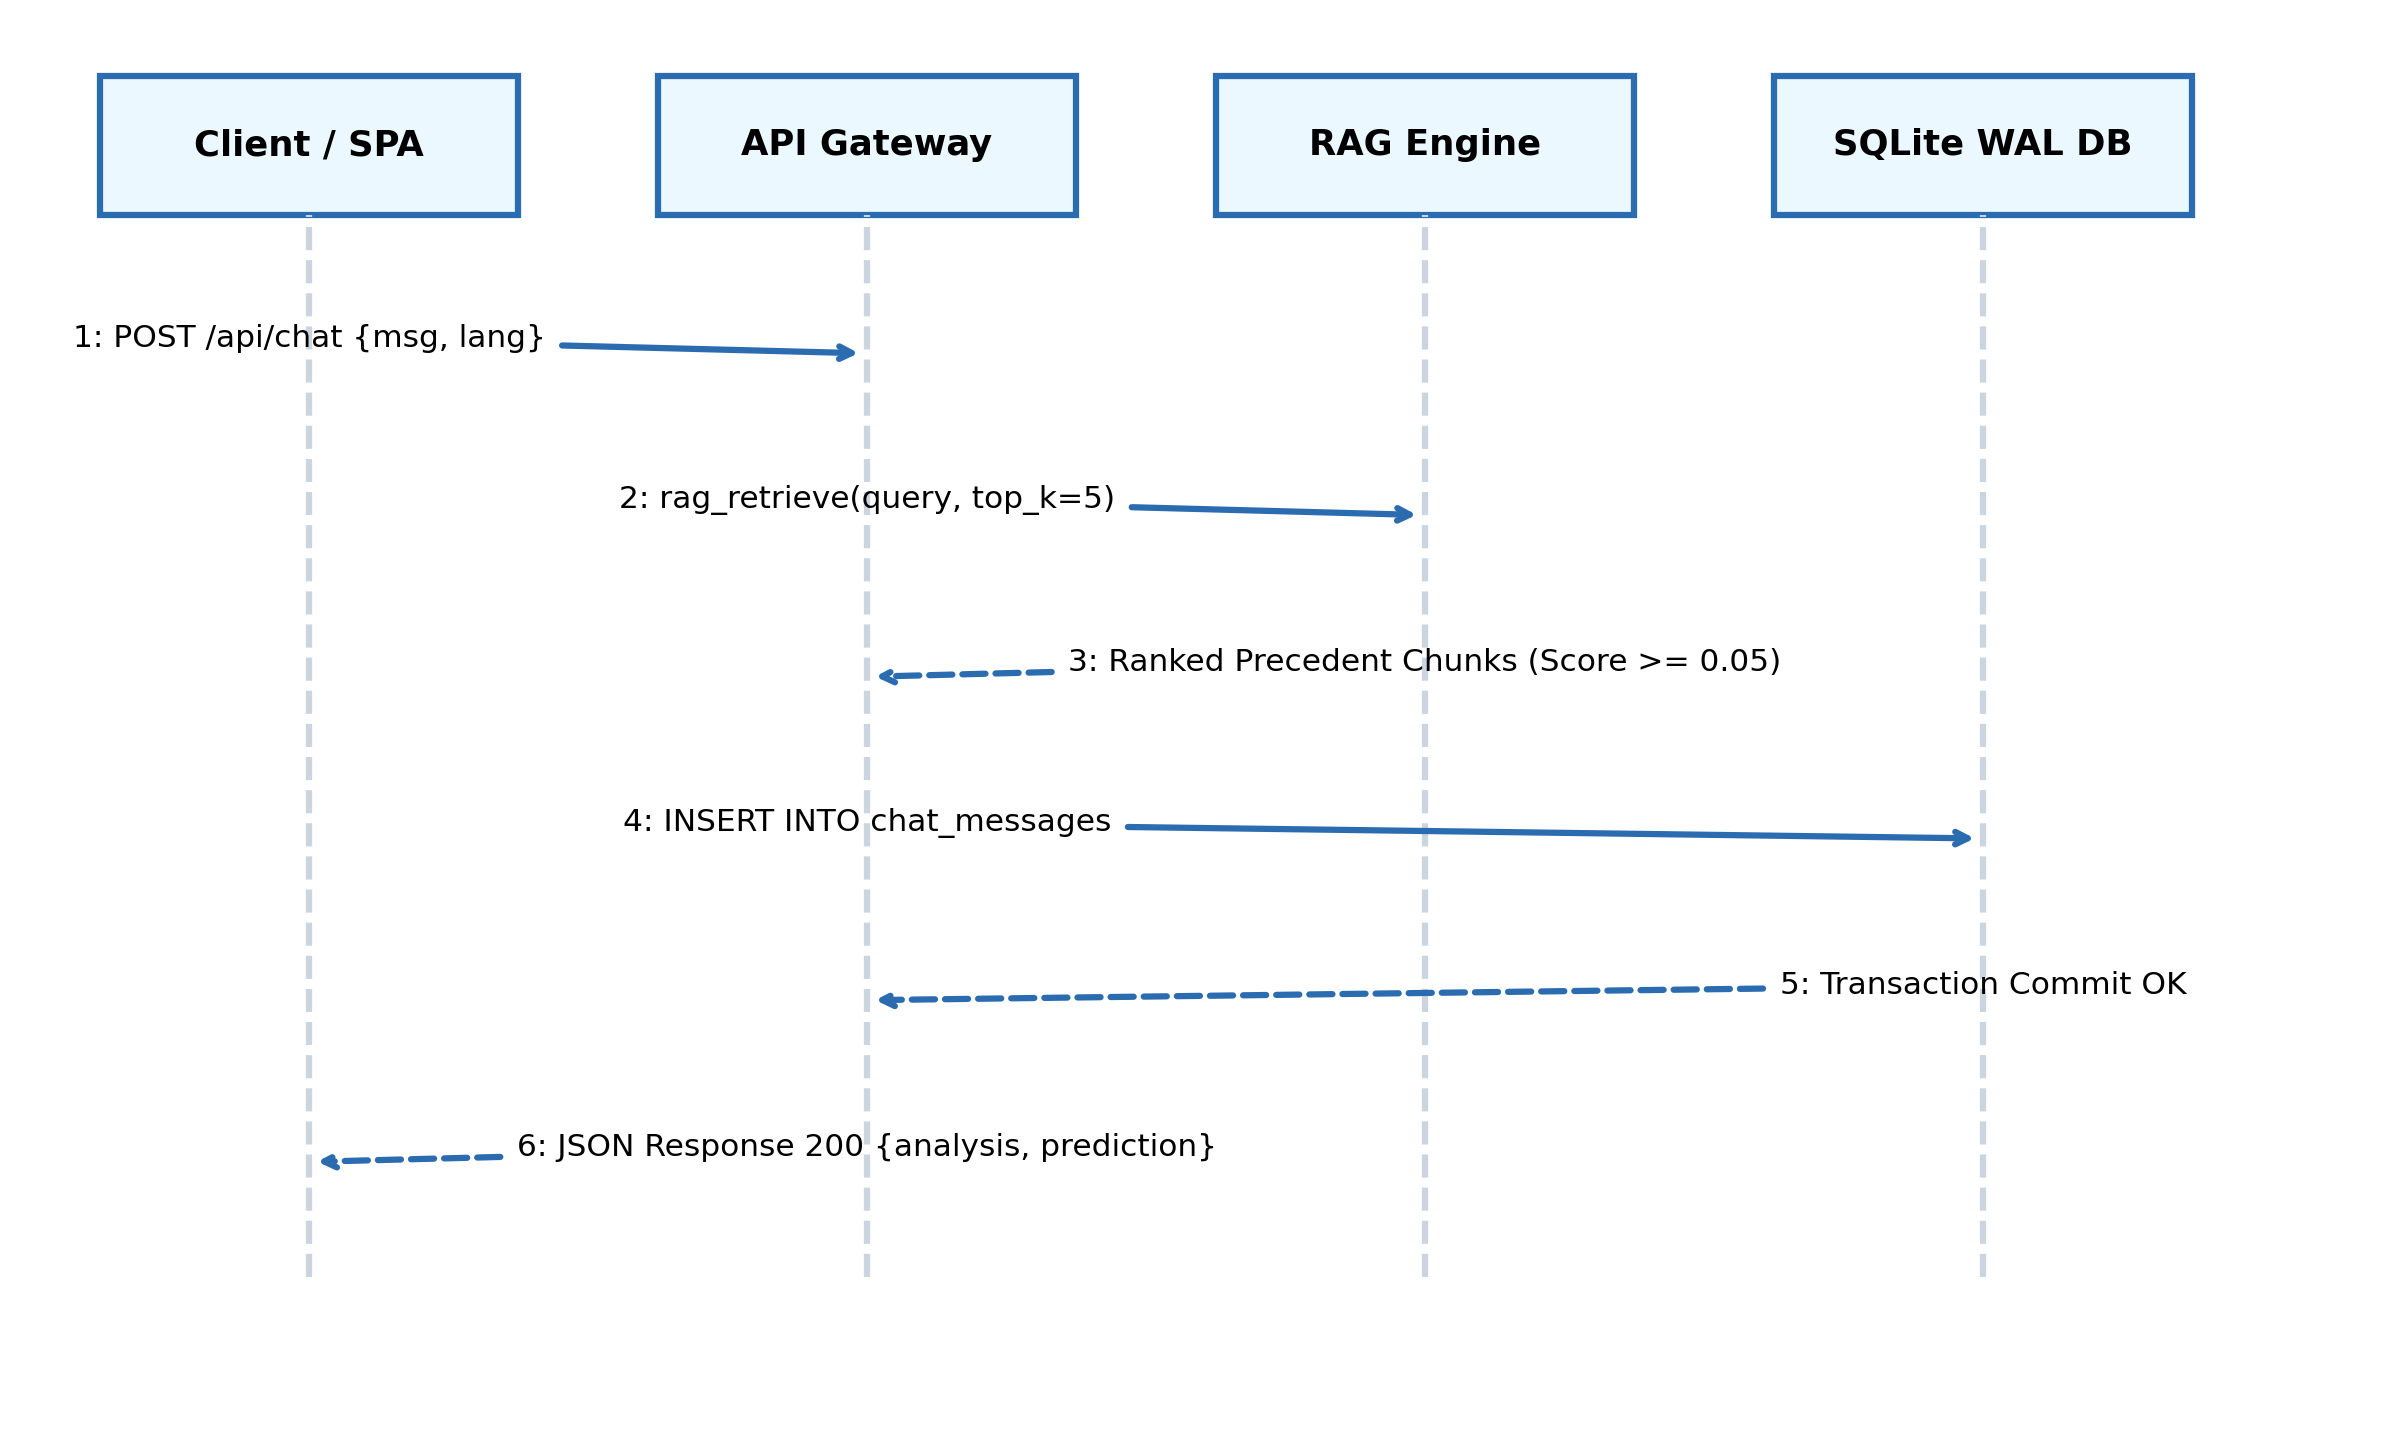 Client / SPA
API Gateway
RAG Engine
SQLite WAL DB
1: POST /api/chat {msg, lang}
2: rag_retrieve(query, top_k=5)
3: Ranked Precedent Chunks (Score >= 0.05)
4: INSERT INTO chat_messages
5: Transaction Commit OK
6: JSON Response 200 {analysis, prediction}